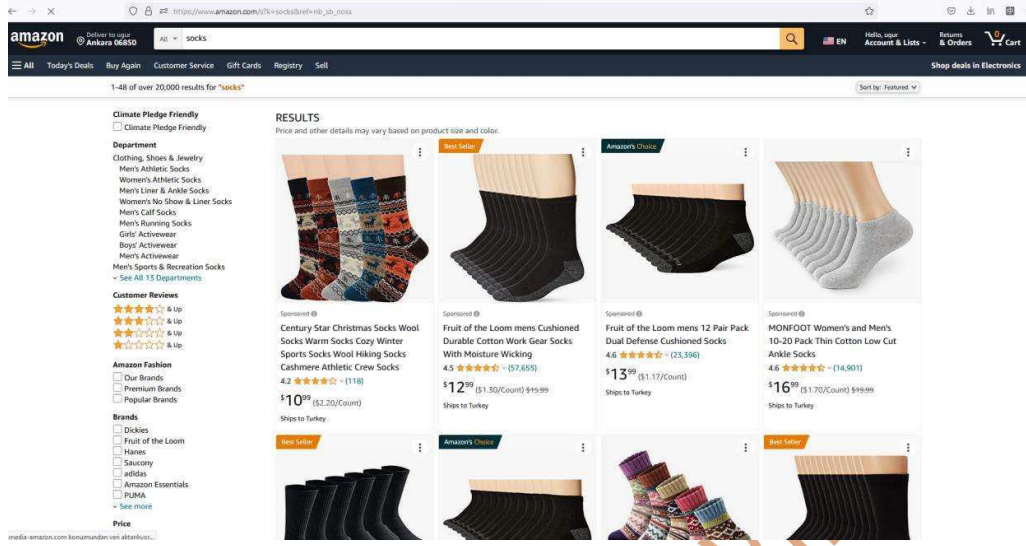 https://www.amazon.com/s?k=socks&ref=nb_sb_noss
amazon
Deliver to ugur
Ankara 06850
All
socks
EN
Hello, ugur
Account & Lists
Returns
& Orders
0
Cart
All
Today's Deals
Buy Again
Customer Service
Gift Cards
Registry
Sell
Shop deals in Electronics
1-48 of over 20,000 results for "socks"
Sort by: Featured
Climate Pledge Friendly
Climate Pledge Friendly
Department
Clothing, Shoes & Jewelry
Men's Athletic Socks
Women's Athletic Socks
Men's Liner & Ankle Socks
Women's No Show & Liner Socks
Men's Calf Socks
Men's Running Socks
Girls' Activewear
Boys' Activewear
Men's Activewear
Men's Sports & Recreation Socks
See All 13 Departments
Customer Reviews
& Up
& Up
& Up
& Up
Amazon Fashion
Our Brands
Premium Brands
Popular Brands
Brands
Dickies
Fruit of the Loom
Hanes
Saucony
adidas
Amazon Essentials
PUMA
See more
Price
RESULTS
Price and other details may vary based on product size and color.
Sponsored
Century Star Christmas Socks Wool
Socks Warm Socks Cozy Winter
Sports Socks Wool Hiking Socks
Cashmere Athletic Crew Socks
4.2 (118)
$1099 ($2.20/Count)
Ships to Turkey
Best Seller
Sponsored
Fruit of the Loom mens Cushioned
Durable Cotton Work Gear Socks
With Moisture Wicking
4.5 (57,655)
$1299 ($1.30/Count) $15.99
Ships to Turkey
Amazon's Choice
Sponsored
Fruit of the Loom mens 12 Pair Pack
Dual Defense Cushioned Socks
4.6 (23,396)
$1399 ($1.17/Count)
Ships to Turkey
Sponsored
MONFOOT Women's and Men's
10-20 Pack Thin Cotton Low Cut
Ankle Socks
4.6 (14,901)
$1699 ($1.70/Count) $19.99
Ships to Turkey
Best Seller
Amazon's Choice
Best Seller
media-amazon.com konumundan veri aktarılıyor...